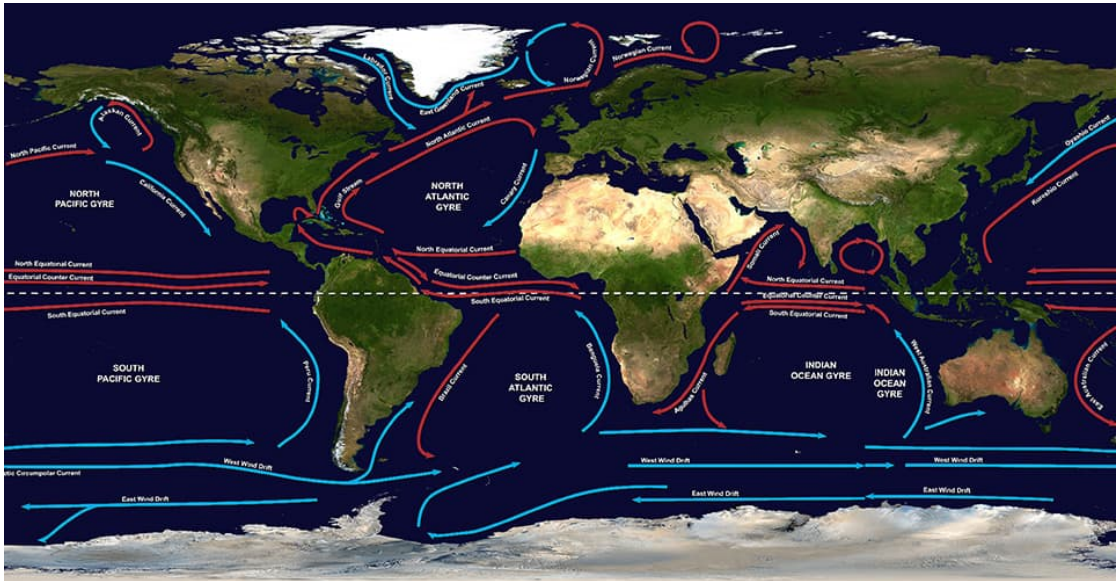 Labrador Current
East Greenland Current
Norwegian Current
Norwegian Current
Alaskan Current
North Pacific Current
California Current
NORTH
PACIFIC GYRE
Gulf Stream
North Atlantic Current
NORTH
ATLANTIC
GYRE
Canary Current
Oyashio Current
Kuroshio Current
North Equatorial Current
Equatorial Counter Current
South Equatorial Current
North Equatorial Current
Equatorial Counter Current
South Equatorial Current
Somali Current
North Equatorial Current
Equatorial Counter Current
South Equatorial Current
SOUTH
PACIFIC GYRE
Peru Current
Brazil Current
SOUTH
ATLANTIC
GYRE
Benguela Current
Agulhas Current
INDIAN
OCEAN GYRE
INDIAN
OCEAN
GYRE
West Australian Current
East Australian Current
West Wind Drift
tic Circumpolar Current
West Wind Drift
West Wind Drift
East Wind Drift
East Wind Drift
East Wind Drift